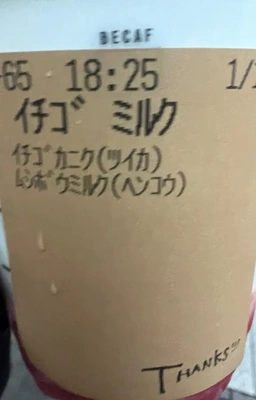 DECAF
65 18:25 1/
ｲﾁｺﾞ ﾐﾙｸ
ｲﾁｺﾞｶﾆｸ(ﾂｲｶ)
ﾑｼﾎﾞｳﾐﾙｸ(ﾍﾝｺｳ)
THANKS